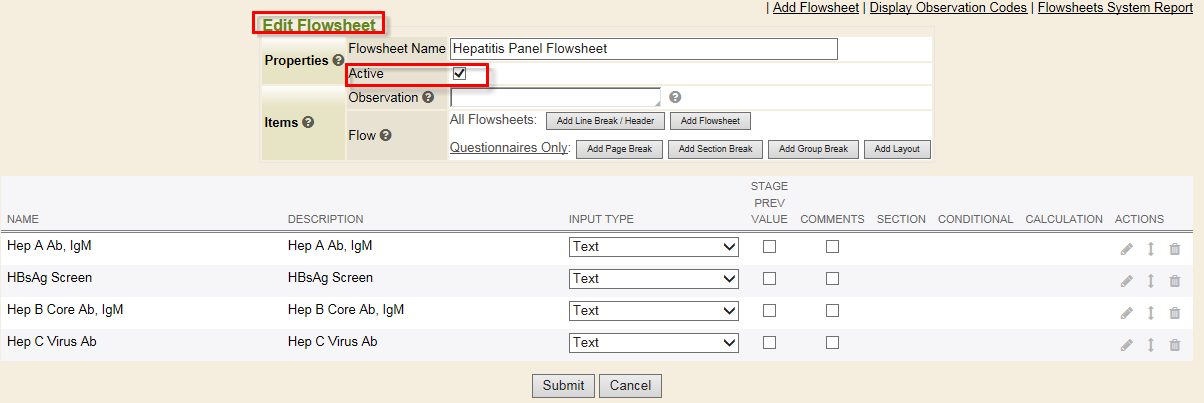 | Add Flowsheet | Display Observation Codes | Flowsheets System Report
Edit Flowsheet
Properties ?
Flowsheet Name Hepatitis Panel Flowsheet
Active
Items ?
Observation ? ?
Flow ?
All Flowsheets: Add Line Break / Header Add Flowsheet
Questionnaires Only: Add Page Break Add Section Break Add Group Break Add Layout
NAME DESCRIPTION INPUT TYPE STAGE PREV VALUE COMMENTS SECTION CONDITIONAL CALCULATION ACTIONS
Hep A Ab, IgM Hep A Ab, IgM Text
HBsAg Screen HBsAg Screen Text
Hep B Core Ab, IgM Hep B Core Ab, IgM Text
Hep C Virus Ab Hep C Virus Ab Text
Submit Cancel